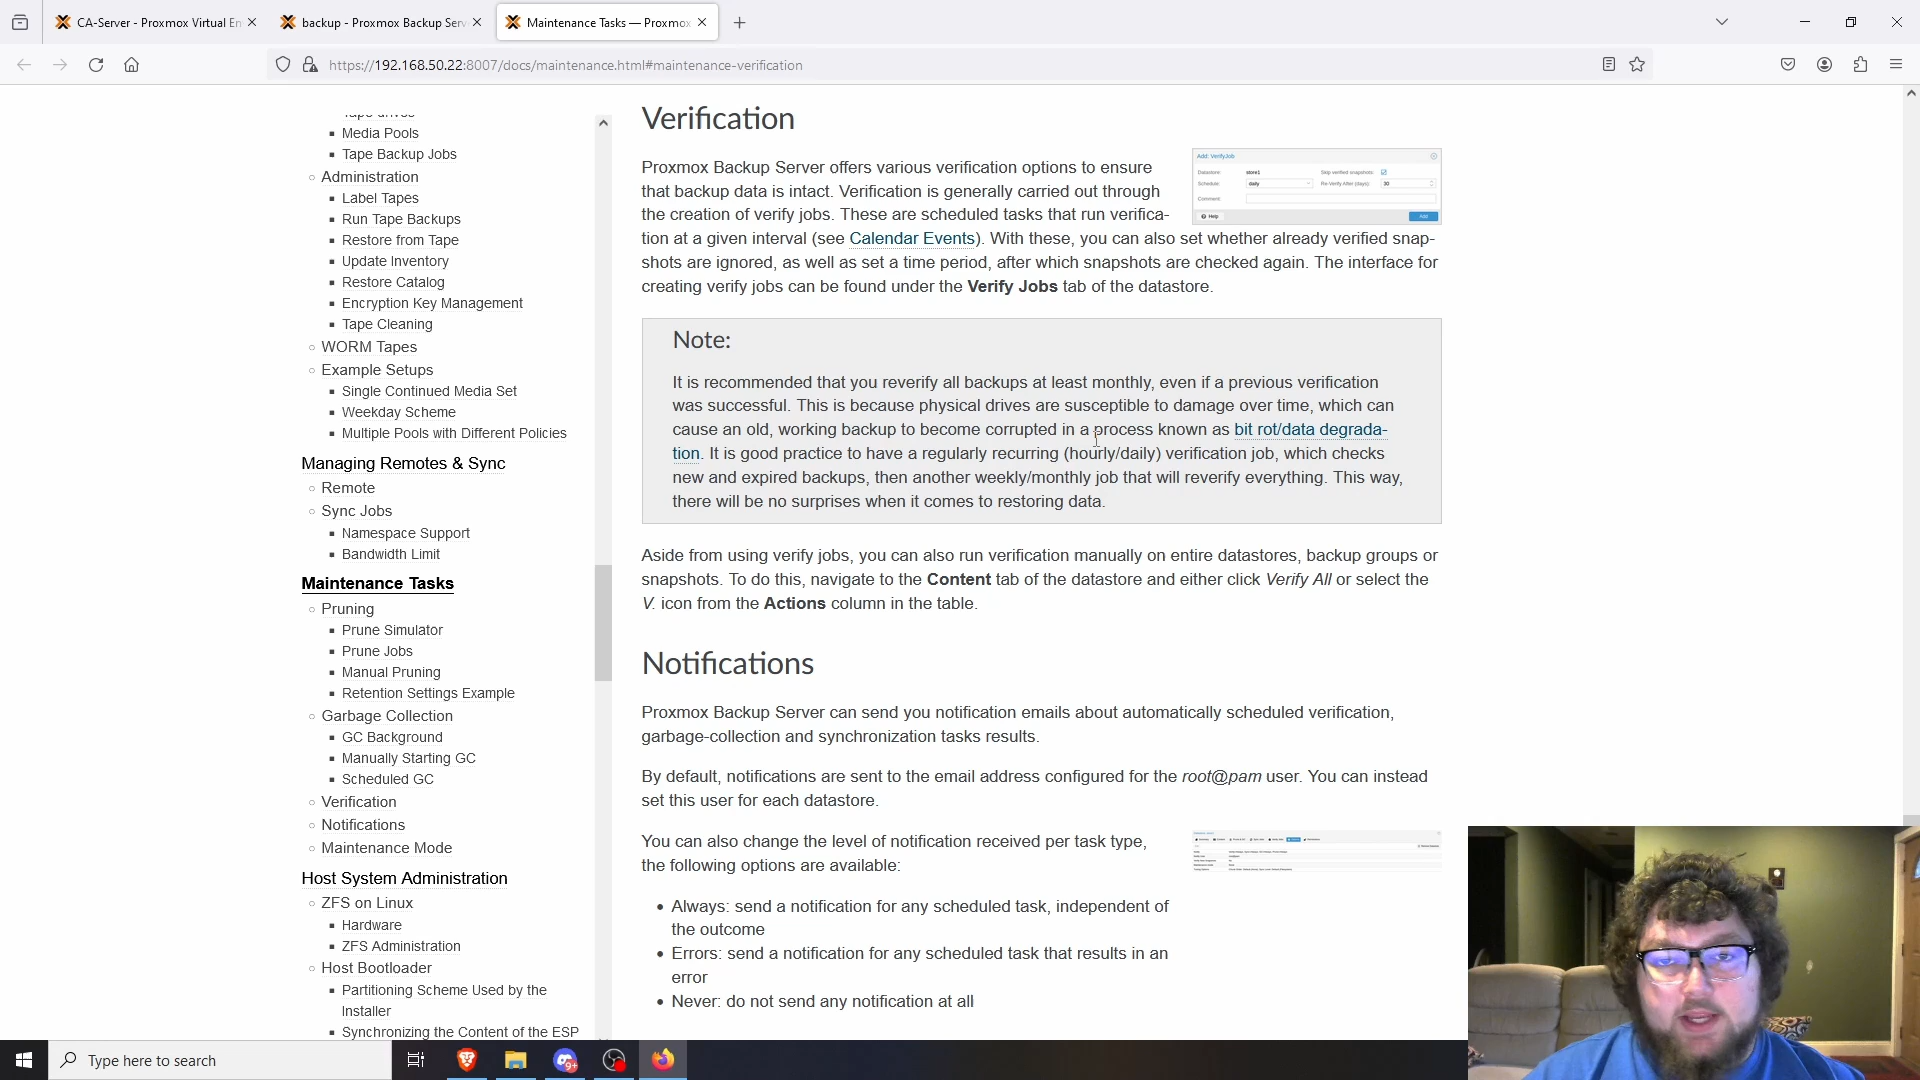 CA-Server - Proxmox Virtual En
backup - Proxmox Backup Serv
Maintenance Tasks — Proxmox
https://192.168.50.22:8007/docs/maintenance.html#maintenance-verification
Tape drives
Media Pools
Tape Backup Jobs
Administration
Label Tapes
Run Tape Backups
Restore from Tape
Update Inventory
Restore Catalog
Encryption Key Management
Tape Cleaning
WORM Tapes
Example Setups
Single Continued Media Set
Weekday Scheme
Multiple Pools with Different Policies
Managing Remotes & Sync
Remote
Sync Jobs
Namespace Support
Bandwidth Limit
Maintenance Tasks
Pruning
Prune Simulator
Prune Jobs
Manual Pruning
Retention Settings Example
Garbage Collection
GC Background
Manually Starting GC
Scheduled GC
Verification
Notifications
Maintenance Mode
Host System Administration
ZFS on Linux
Hardware
ZFS Administration
Host Bootloader
Partitioning Scheme Used by the
Installer
Synchronizing the Content of the ESP
Verification
Proxmox Backup Server offers various verification options to ensure
that backup data is intact. Verification is generally carried out through
the creation of verify jobs. These are scheduled tasks that run verifica-
tion at a given interval (see Calendar Events). With these, you can also set whether already verified snap-
shots are ignored, as well as set a time period, after which snapshots are checked again. The interface for
creating verify jobs can be found under the Verify Jobs tab of the datastore.
Add: VerifyJob
Datastore: store1 Skip verified snapshots:
Schedule: daily Re-Verify After (days): 30
Comment:
Help Add
Note:
It is recommended that you reverify all backups at least monthly, even if a previous verification
was successful. This is because physical drives are susceptible to damage over time, which can
cause an old, working backup to become corrupted in a process known as bit rot/data degrada-
tion. It is good practice to have a regularly recurring (hourly/daily) verification job, which checks
new and expired backups, then another weekly/monthly job that will reverify everything. This way,
there will be no surprises when it comes to restoring data.
Aside from using verify jobs, you can also run verification manually on entire datastores, backup groups or
snapshots. To do this, navigate to the Content tab of the datastore and either click Verify All or select the
V. icon from the Actions column in the table.
Notifications
Proxmox Backup Server can send you notification emails about automatically scheduled verification,
garbage-collection and synchronization tasks results.
By default, notifications are sent to the email address configured for the root@pam user. You can instead
set this user for each datastore.
You can also change the level of notification received per task type,
the following options are available:
Always: send a notification for any scheduled task, independent of
the outcome
Errors: send a notification for any scheduled task that results in an
error
Never: do not send any notification at all
Type here to search
9+